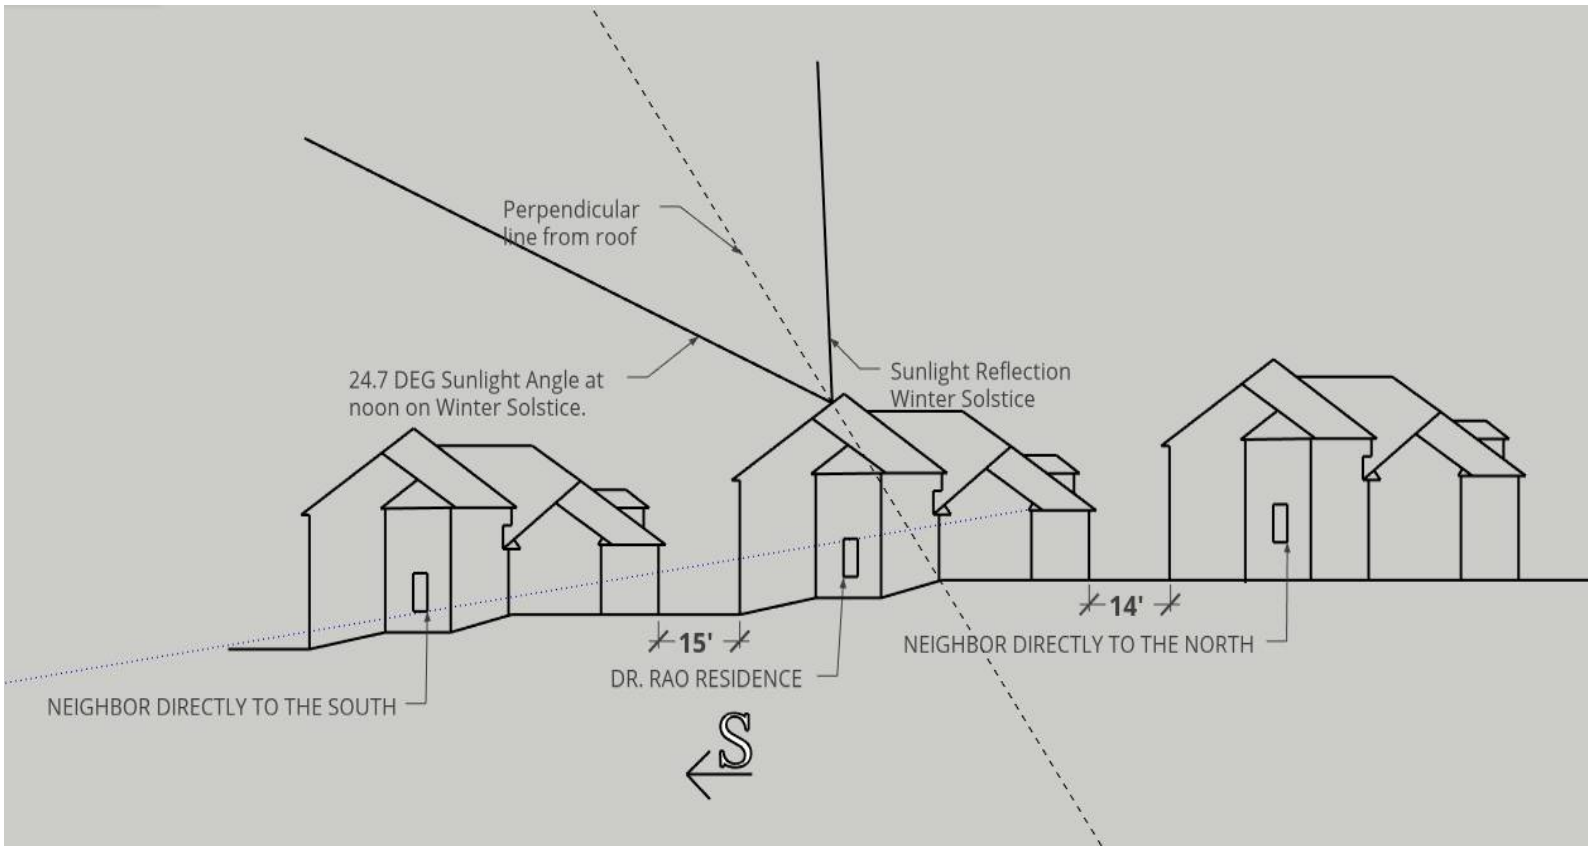 Perpendicular
line from roof
24.7 DEG Sunlight Angle at
noon on Winter Solstice.
Sunlight Reflection
Winter Solstice
15'
14'
DR. RAO RESIDENCE
NEIGHBOR DIRECTLY TO THE NORTH
NEIGHBOR DIRECTLY TO THE SOUTH
S